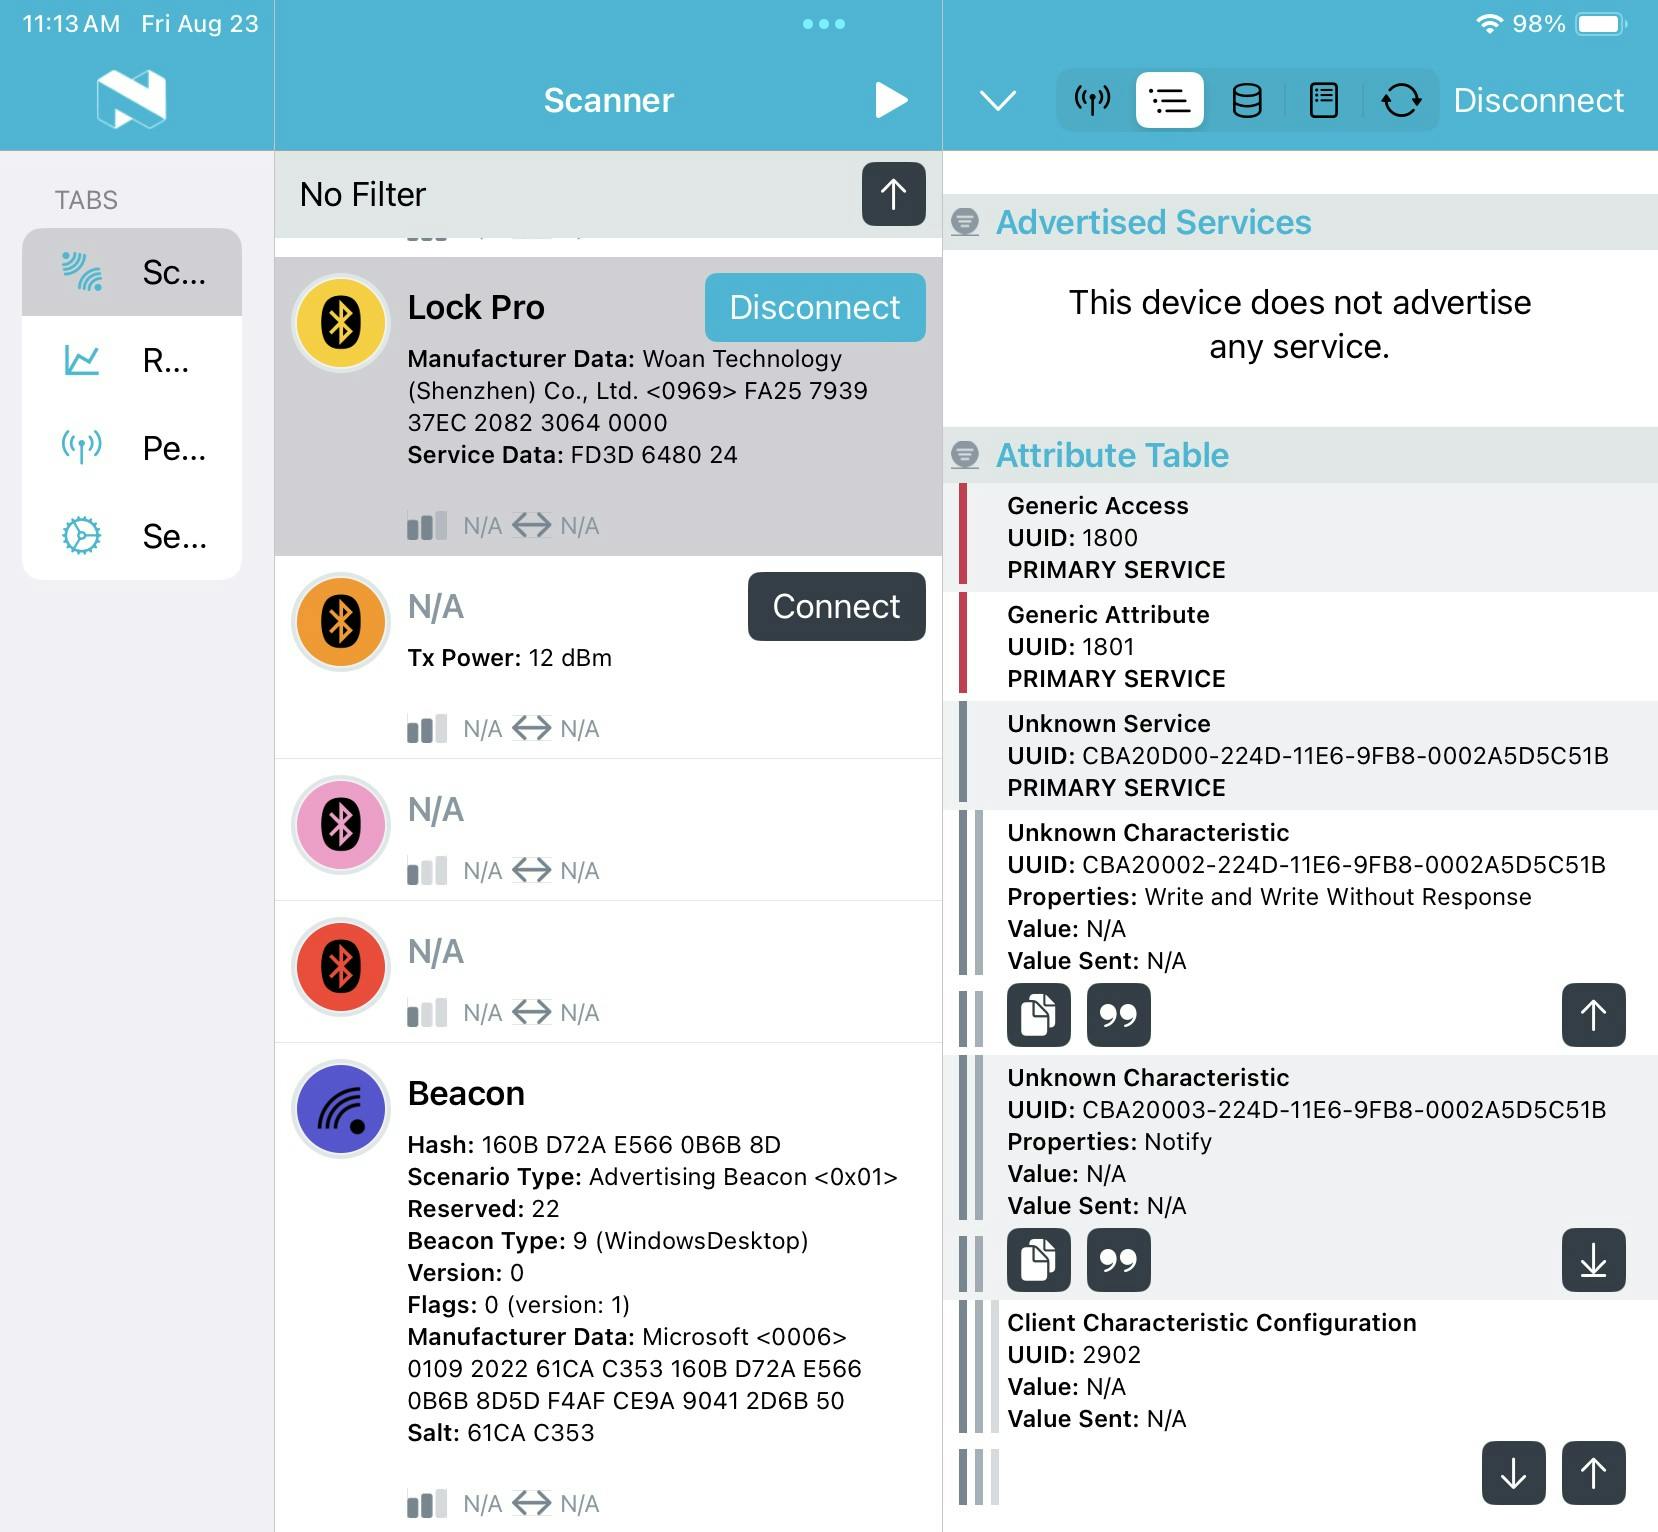 11:13 AM Fri Aug 23
98%
Scanner
Disconnect
TABS
Sc...
R...
Pe...
Se...
No Filter
Lock Pro
Disconnect
Manufacturer Data: Woan Technology
(Shenzhen) Co., Ltd. <0969> FA25 7939
37EC 2082 3064 0000
Service Data: FD3D 6480 24
N/A N/A
N/A
Connect
Tx Power: 12 dBm
N/A N/A
N/A
N/A N/A
N/A
N/A N/A
Beacon
Hash: 160B D72A E566 0B6B 8D
Scenario Type: Advertising Beacon <0x01>
Reserved: 22
Beacon Type: 9 (WindowsDesktop)
Version: 0
Flags: 0 (version: 1)
Manufacturer Data: Microsoft <0006>
0109 2022 61CA C353 160B D72A E566
0B6B 8D5D F4AF CE9A 9041 2D6B 50
Salt: 61CA C353
N/A N/A
Advertised Services
This device does not advertise
any service.
Attribute Table
Generic Access
UUID: 1800
PRIMARY SERVICE
Generic Attribute
UUID: 1801
PRIMARY SERVICE
Unknown Service
UUID: CBA20D00-224D-11E6-9FB8-0002A5D5C51B
PRIMARY SERVICE
Unknown Characteristic
UUID: CBA20002-224D-11E6-9FB8-0002A5D5C51B
Properties: Write and Write Without Response
Value: N/A
Value Sent: N/A
Unknown Characteristic
UUID: CBA20003-224D-11E6-9FB8-0002A5D5C51B
Properties: Notify
Value: N/A
Value Sent: N/A
Client Characteristic Configuration
UUID: 2902
Value: N/A
Value Sent: N/A